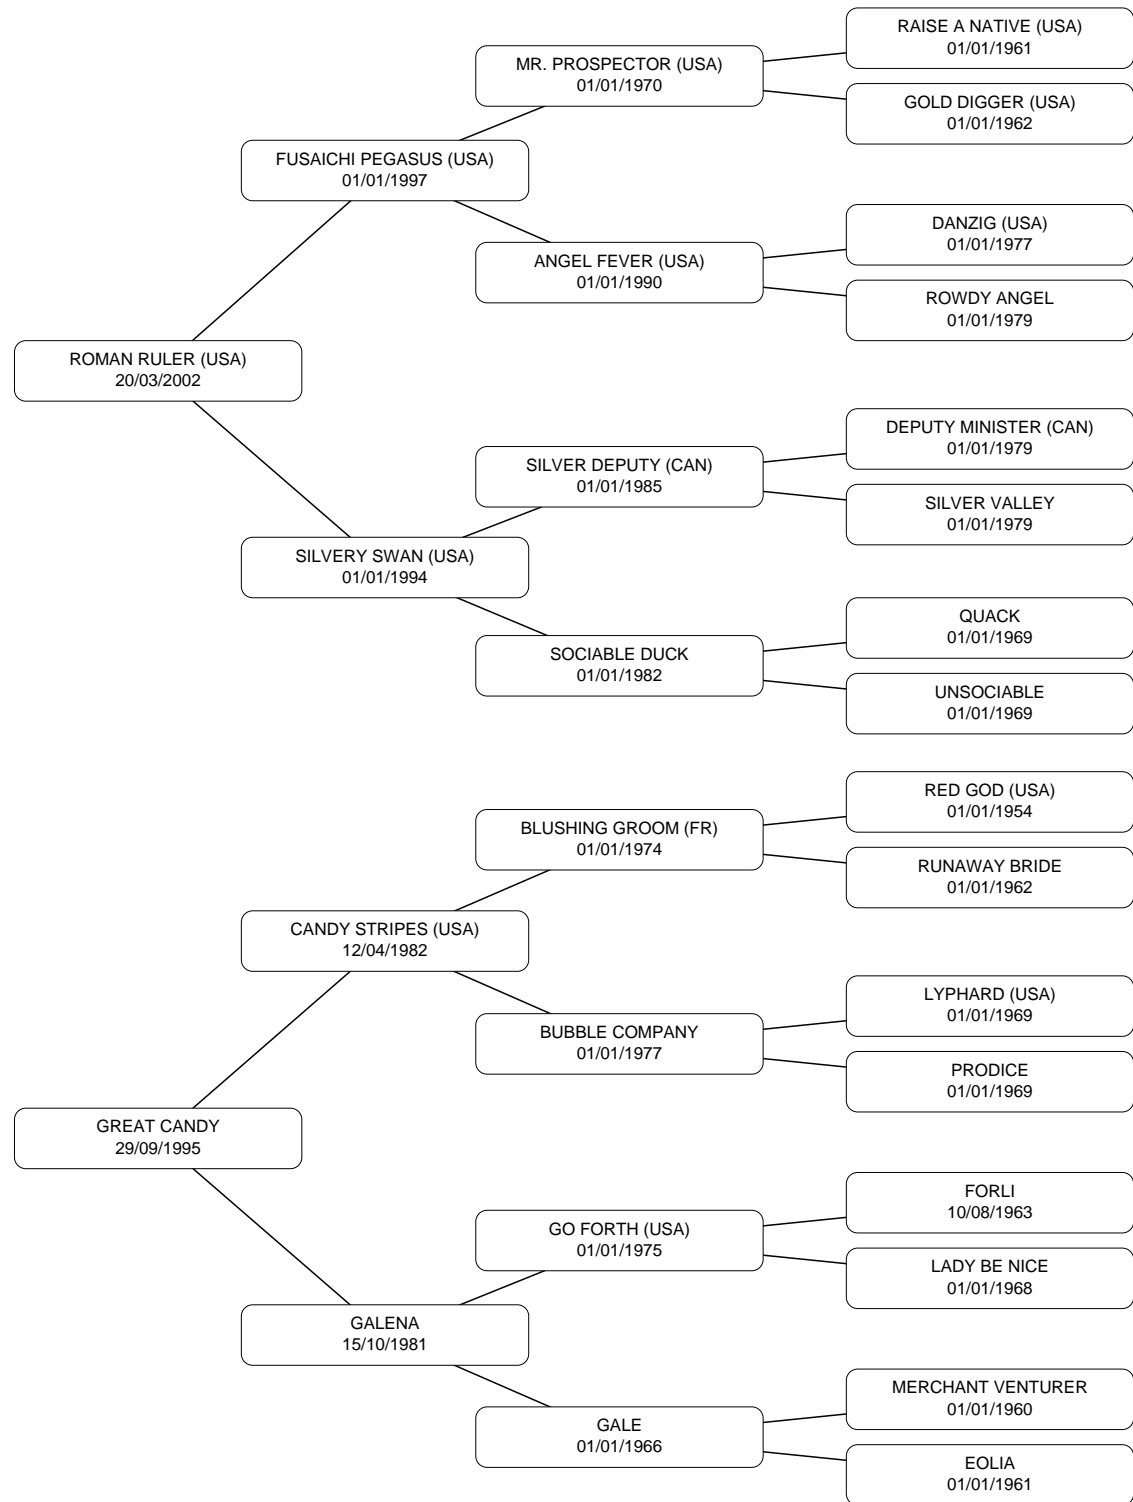 RAISE A NATIVE (USA)
01/01/1961
MR. PROSPECTOR (USA)
01/01/1970
GOLD DIGGER (USA)
01/01/1962
FUSAICHI PEGASUS (USA)
01/01/1997
DANZIG (USA)
01/01/1977
ANGEL FEVER (USA)
01/01/1990
ROWDY ANGEL
01/01/1979
ROMAN RULER (USA)
20/03/2002
DEPUTY MINISTER (CAN)
01/01/1979
SILVER DEPUTY (CAN)
01/01/1985
SILVER VALLEY
01/01/1979
SILVERY SWAN (USA)
01/01/1994
QUACK
01/01/1969
SOCIABLE DUCK
01/01/1982
UNSOCIABLE
01/01/1969
RED GOD (USA)
01/01/1954
BLUSHING GROOM (FR)
01/01/1974
RUNAWAY BRIDE
01/01/1962
CANDY STRIPES (USA)
12/04/1982
LYPHARD (USA)
01/01/1969
BUBBLE COMPANY
01/01/1977
PRODICE
01/01/1969
GREAT CANDY
29/09/1995
FORLI
10/08/1963
GO FORTH (USA)
01/01/1975
LADY BE NICE
01/01/1968
GALENA
15/10/1981
MERCHANT VENTURER
01/01/1960
GALE
01/01/1966
EOLIA
01/01/1961